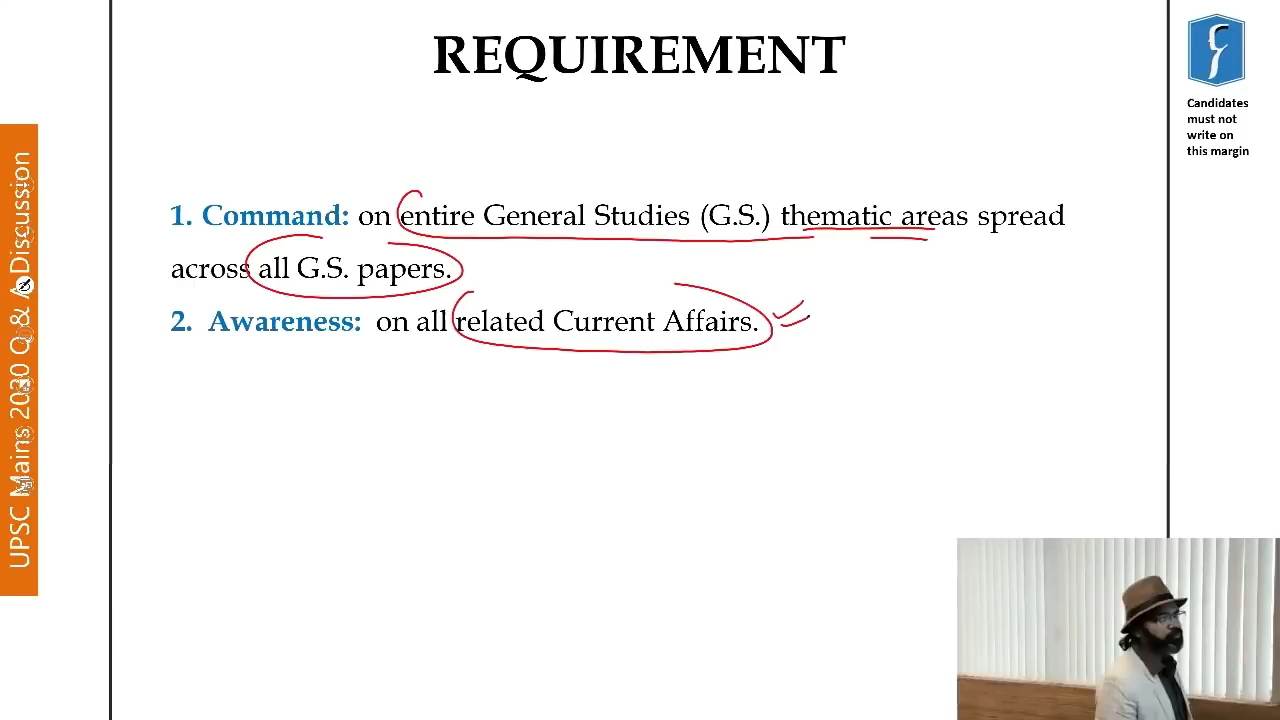 REQUIREMENT
Candidates
must not
write on
this margin
1. Command: on entire General Studies (G.S.) thematic areas spread
across all G.S. papers.
2. Awareness: on all related Current Affairs.
UPSC Mains 2020 Q & A Discussion